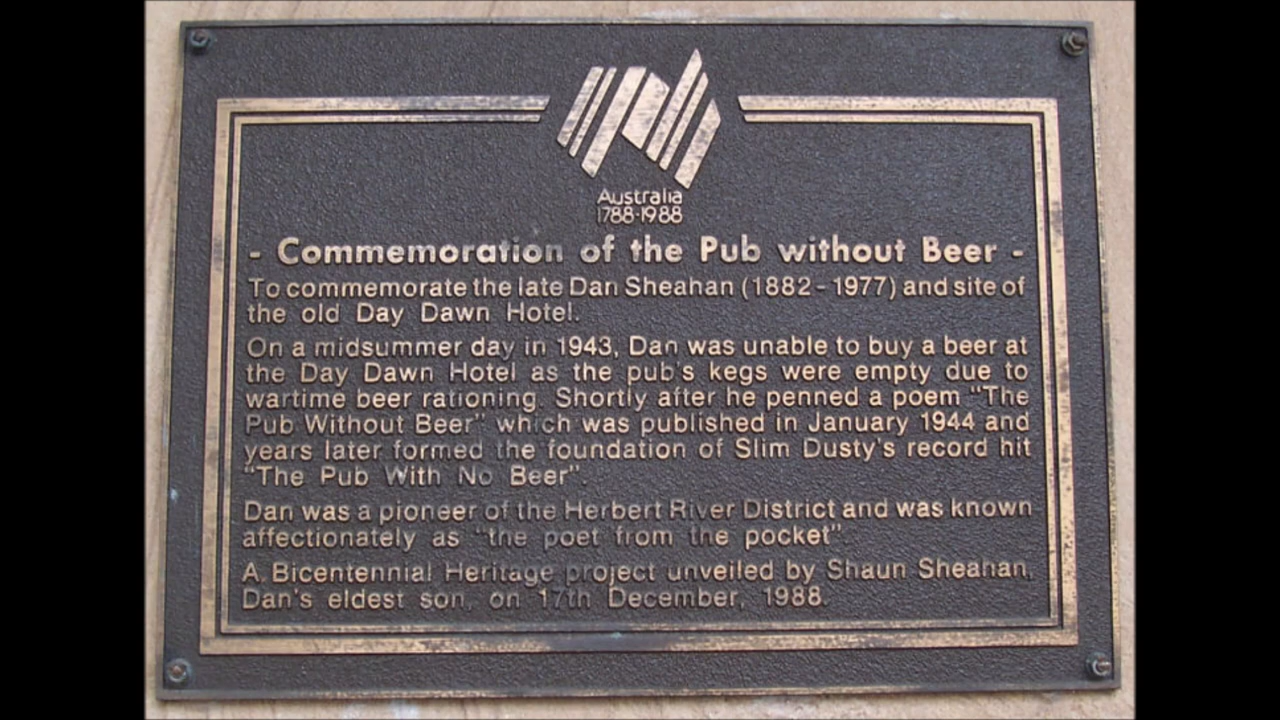 Australia
1788-1988
- Commemoration of the Pub without Beer -
To commemorate the late Dan Sheahan (1882-1977) and site of
the old Day Dawn Hotel.
On a midsummer day in 1943, Dan was unable to buy a beer at
the Day Dawn Hotel as the pub's kegs were empty due to
wartime beer rationing. Shortly after he penned a poem "The
Pub Without Beer" which was published in January 1944 and
years later formed the foundation of Slim Dusty's record hit
"The Pub With No Beer".
Dan was a pioneer of the Herbert River District and was known
affectionately as "the poet from the pocket".
A Bicentennial Heritage project unveiled by Shaun Sheahan,
Dan's eldest son, on 17th December, 1988.